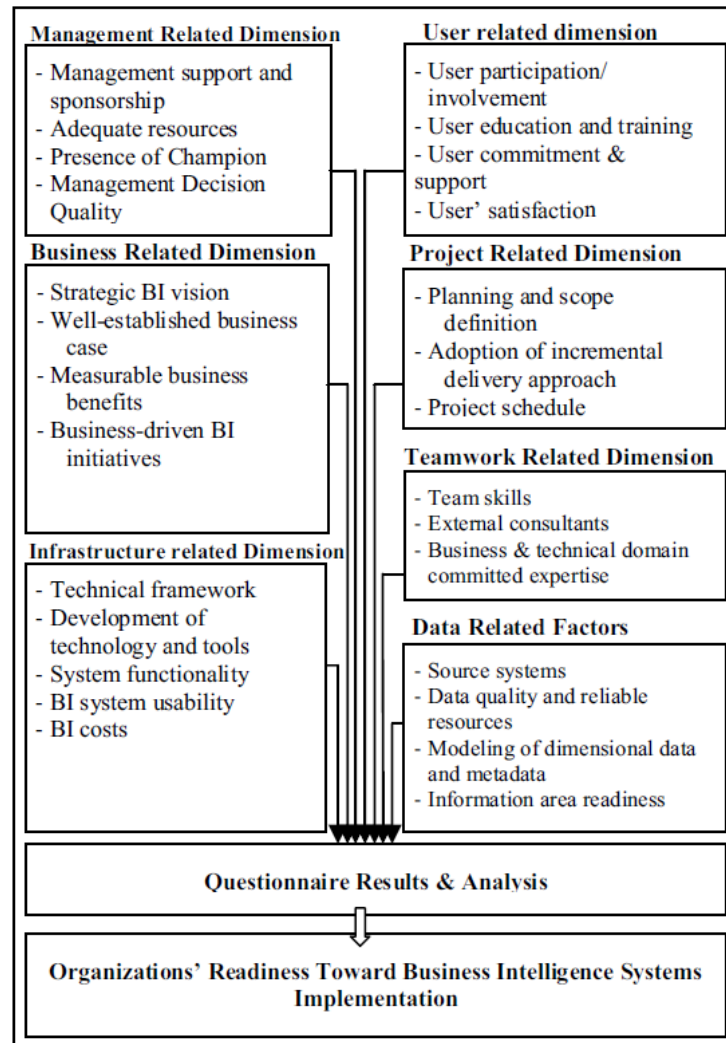 Management Related Dimension
- Management support and
sponsorship
- Adequate resources
- Presence of Champion
- Management Decision
Quality
Business Related Dimension
- Strategic BI vision
- Well-established business
case
- Measurable business
benefits
- Business-driven BI
initiatives
Infrastructure related Dimension
- Technical framework
- Development of
technology and tools
- System functionality
- BI system usability
- BI costs
User related dimension
- User participation/
involvement
- User education and training
- User commitment &
support
- User’ satisfaction
Project Related Dimension
- Planning and scope
definition
- Adoption of incremental
delivery approach
- Project schedule
Teamwork Related Dimension
- Team skills
- External consultants
- Business & technical domain
committed expertise
Data Related Factors
- Source systems
- Data quality and reliable
resources
- Modeling of dimensional data
and metadata
- Information area readiness
Questionnaire Results & Analysis
Organizations’ Readiness Toward Business Intelligence Systems
Implementation